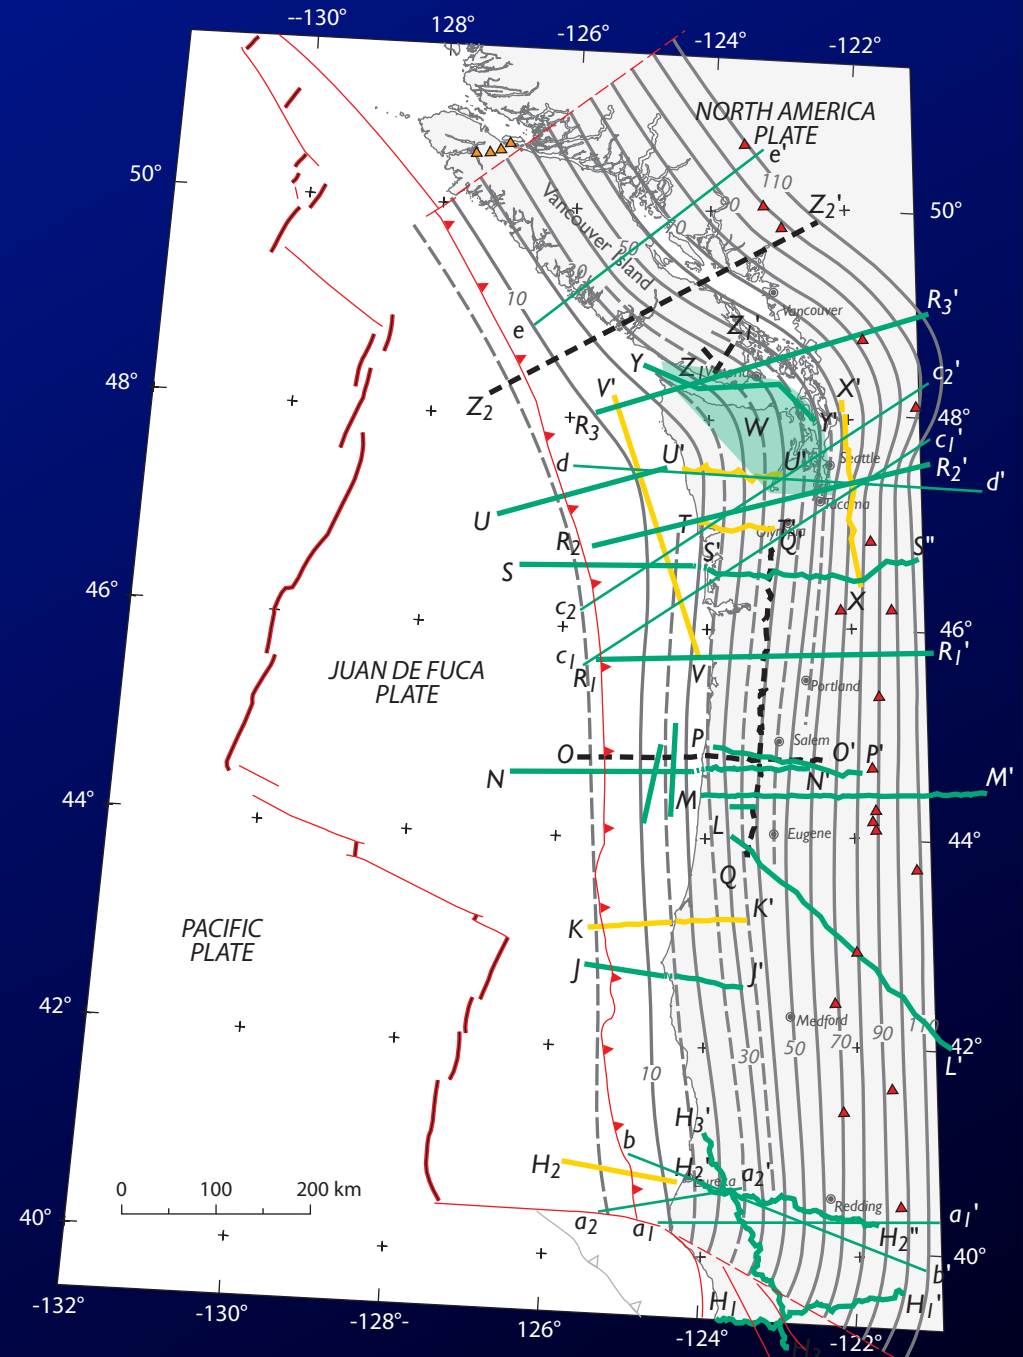 --130°
128°
-126°
-124°
-122°
NORTH AMERICA
PLATE
e'
110
50°
90
Z2'
50°
Vancouver Island
70
50
30
10
e
Vancouver
R3'
Z1'
48°
Y
Z1
c2'
V'
X'
Z2
R3
W
Y'
48°
c1'
d
U'
U'
Seattle
R2'
d'
U
Tacoma
T
T'
Olympia
R2
Q'
S'
S''
S
46°
X
c2
46°
c1
R1'
JUAN DE FUCA
PLATE
R1
V
Portland
P
Salem
O
O'
P'
N
N'
M'
44°
M
L
Eugene
44°
Q
K'
PACIFIC
PLATE
K
J
J'
42°
Medford
110
90
70
50
30
10
42°
L'
H3'
b
H2
H2'
a2'
Eureka
0
100
200 km
Redding
40°
a2
a1
a1'
H2''
40°
b'
H1
H1'
-132°
-130°
-128°-
126°
-124°
-122°
H3